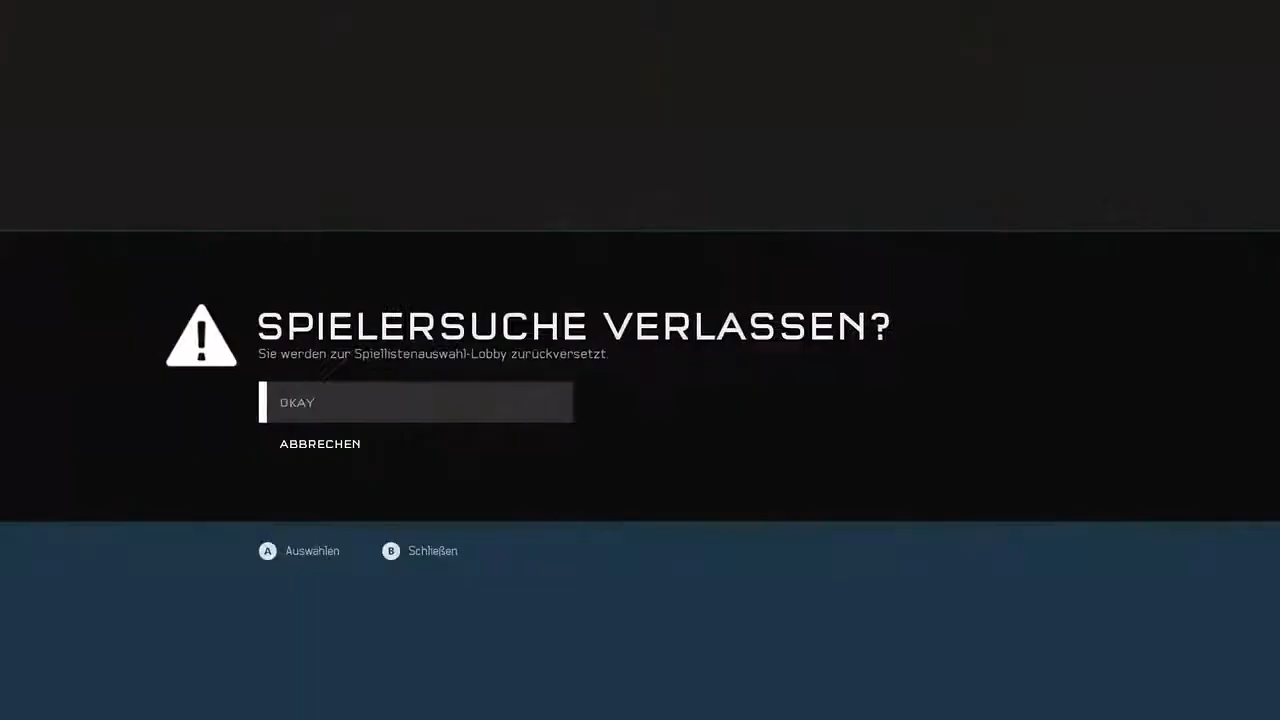 SPIELERSUCHE VERLASSEN?
Sie werden zur Spiellistenauswahl-Lobby zurückversetzt.
OKAY
ABBRECHEN
A Auswählen B Schließen